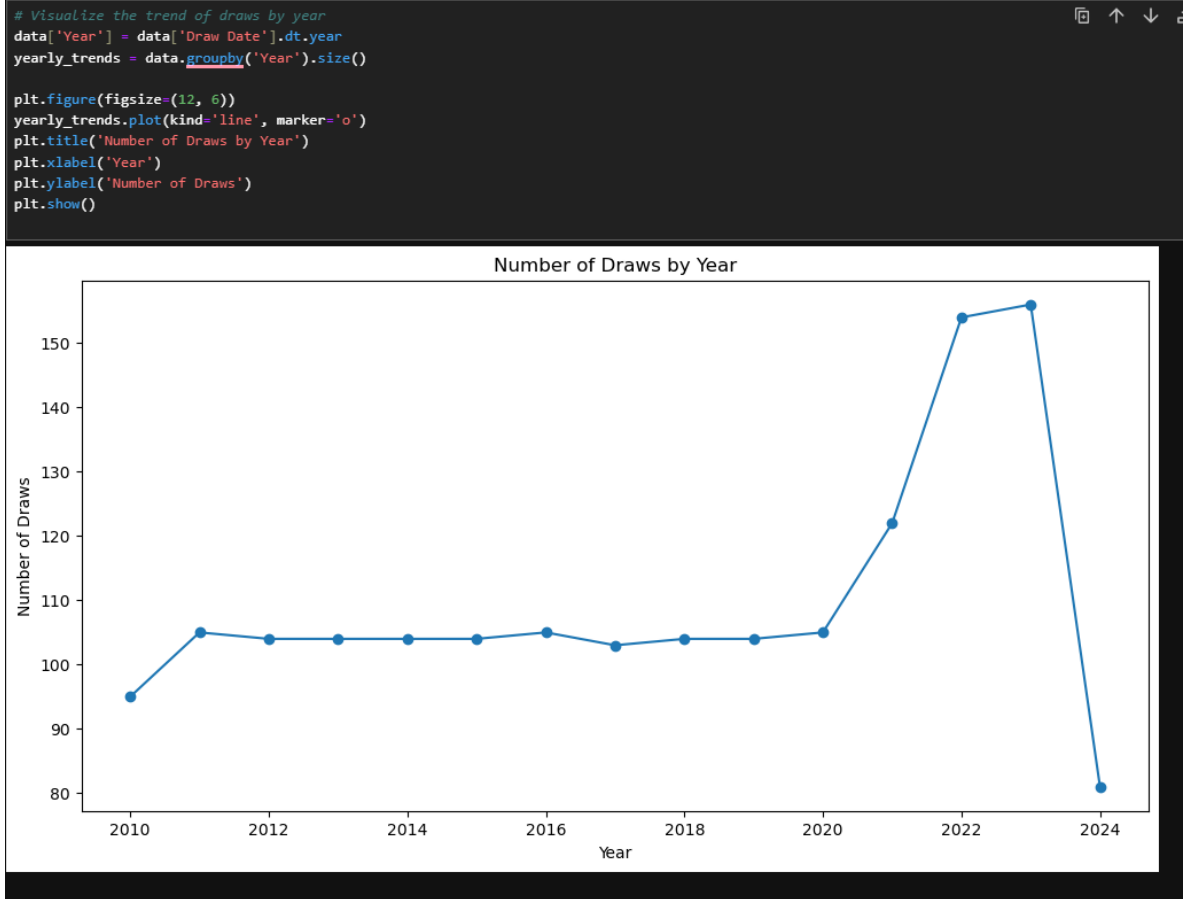 # Visualize the trend of draws by year
data['Year'] = data['Draw Date'].dt.year
yearly_trends = data.groupby('Year').size()
plt.figure(figsize=(12, 6))
yearly_trends.plot(kind='line', marker='o')
plt.title('Number of Draws by Year')
plt.xlabel('Year')
plt.ylabel('Number of Draws')
plt.show()
Number of Draws by Year
Number of Draws
150
140
130
120
110
100
90
80
2010 2012 2014 2016 2018 2020 2022 2024
Year